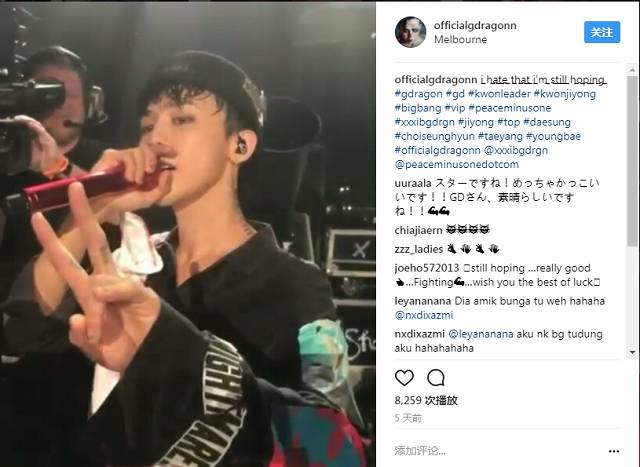 officialgdragonn
Melbourne
关注
officialgdragonn i hate that i'm still hoping
#gdragon #gd #kwonleader #kwonjiyong
#bigbang #vip #peaceminusone
#xxxibgdrgn #jiyong #top #daesung
#choiseunghyun #taeyang #youngbae
#officialgdragonn @xxxibgdrgn
@peaceminusonedotcom
uuraala スターですね！めっちゃかっこい
いです！！GDさん、素晴らしいです
ね！！💪💪
chiajiaern
zzz_ladies
joeho572013 still hoping ...really good
...Fighting💪...wish you the best of luck
leyananana Dia amik bunga tu weh hahaha
@nxdixazmi
nxdixazmi @leyananana aku nk bg tudung
aku hahahahaha
8,259 次播放
5 天前
添加评论...
X